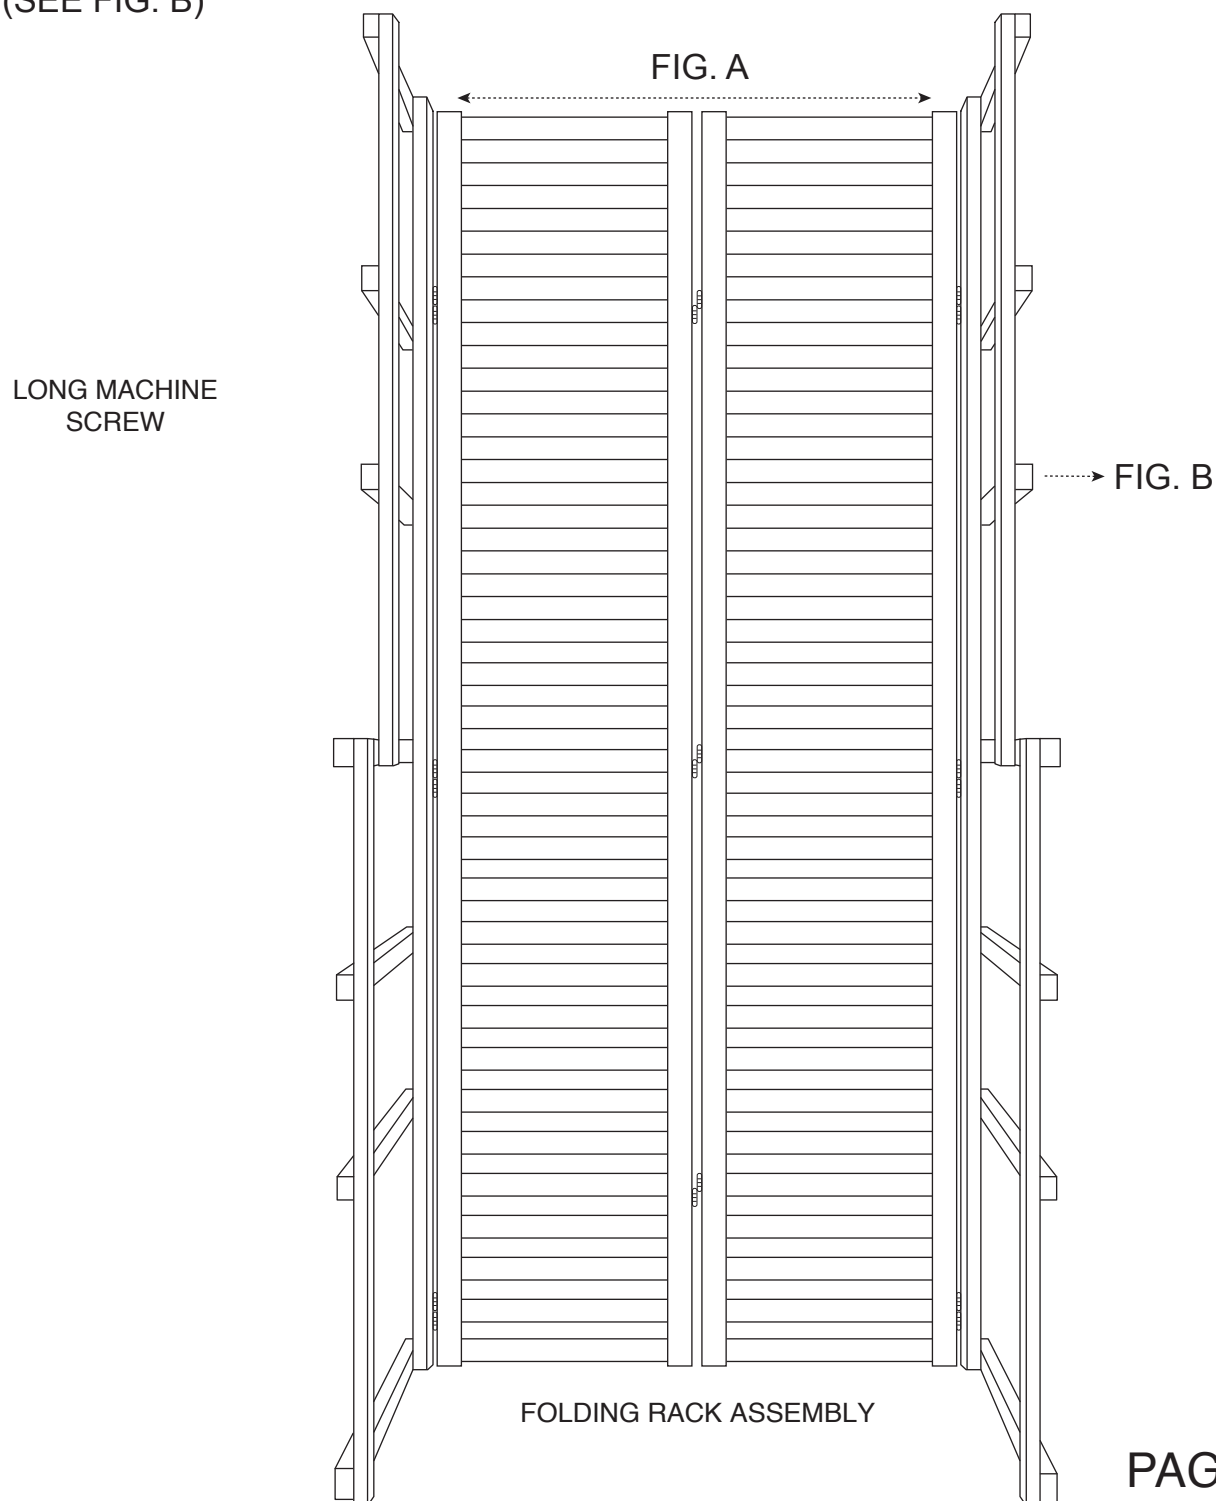 (SEE FIG. B)
FIG. A
LONG MACHINE
SCREW
FIG. B
FOLDING RACK ASSEMBLY
PAG